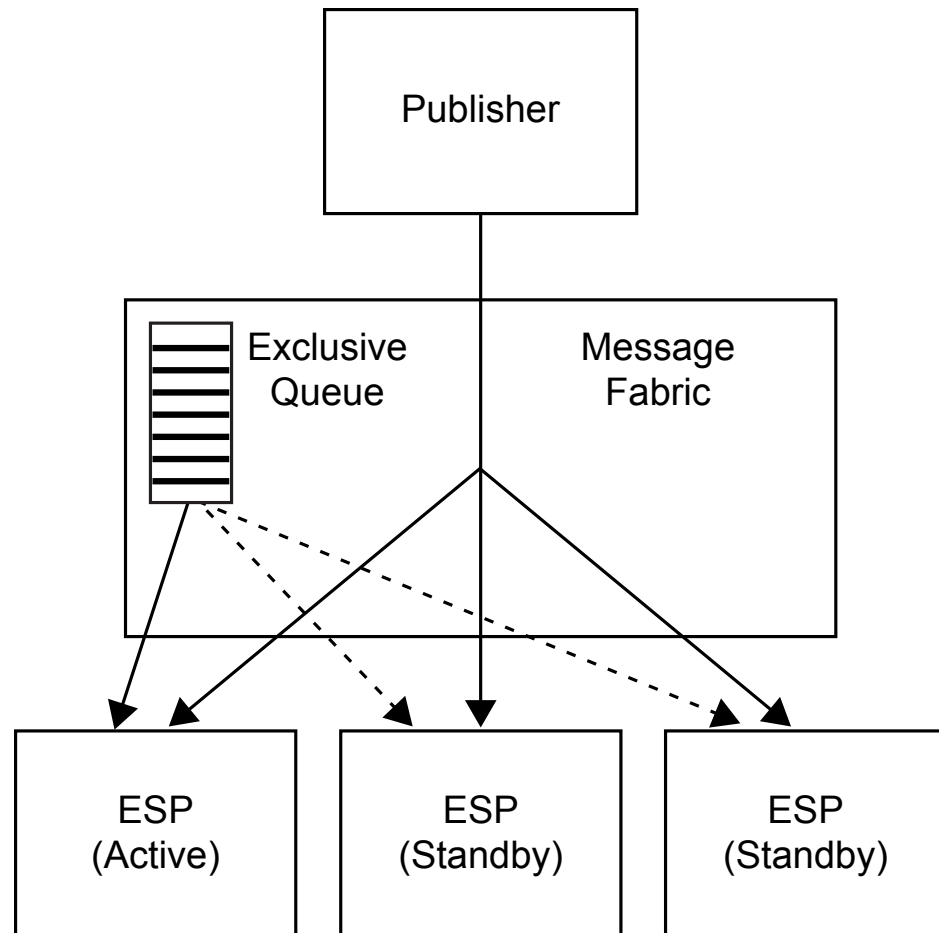 Publisher
Exclusive
Queue
Message
Fabric
ESP
(Active)
ESP
(Standby)
ESP
(Standby)